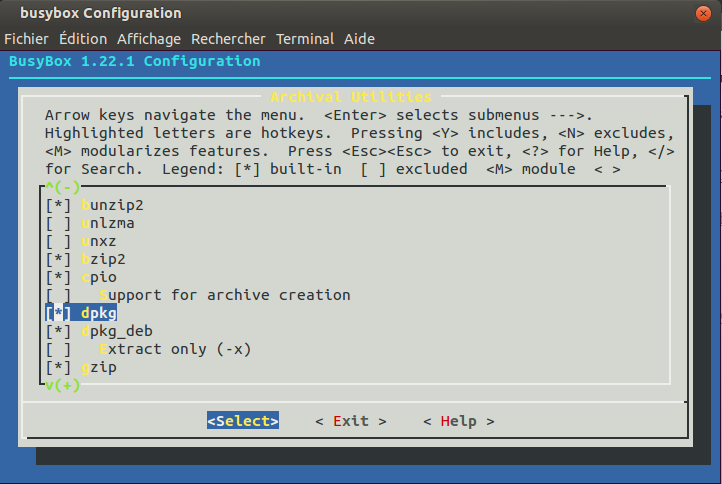 busybox Configuration
Fichier Édition Affichage Rechercher Terminal Aide
BusyBox 1.22.1 Configuration
Archival Utilities
Arrow keys navigate the menu.  <Enter> selects submenus --->.
Highlighted letters are hotkeys.  Pressing <Y> includes, <N> excludes,
<M> modularizes features.  Press <Esc><Esc> to exit, <?> for Help, </>
for Search.  Legend: [*] built-in  [ ] excluded  <M> module  < >
^(-)
[*] bunzip2
[ ] unlzma
[ ] unxz
[*] bzip2
[*] cpio
[ ]   Support for archive creation
[*] dpkg
[*] dpkg_deb
[ ]   Extract only (-x)
[*] gzip
v(+)
<Select>    < Exit >    < Help >